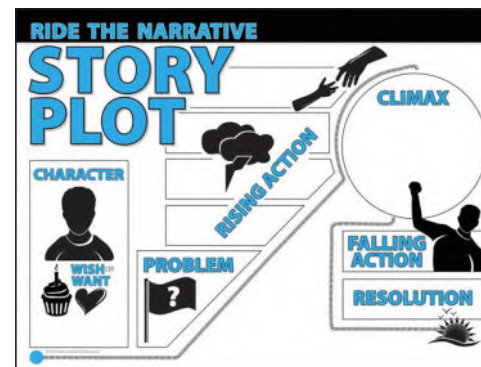 RIDE THE NARRATIVE
STORY
PLOT
CLIMAX
CHARACTER
RISING ACTION
WISH OR
WANT
PROBLEM
?
FALLING
ACTION
RESOLUTION